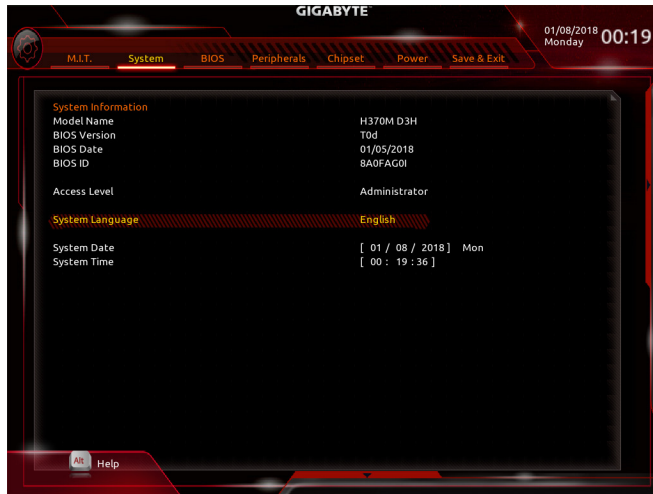 GIGABYTE
01/08/2018 00:19
Monday
M.I.T. System BIOS Peripherals Chipset Power Save & Exit
System Information
Model Name H370M D3H
BIOS Version T0d
BIOS Date 01/05/2018
BIOS ID 8A0FAG0I
Access Level Administrator
System Language English
System Date [ 01 / 08 / 2018 ] Mon
System Time [ 00 : 19 : 36 ]
Alt Help